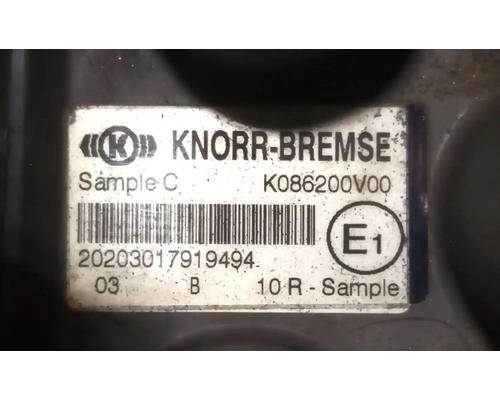 K KNORR-BREMSE
Sample C K086200V00
E1
20203017919494
03 B 10 R - Sample